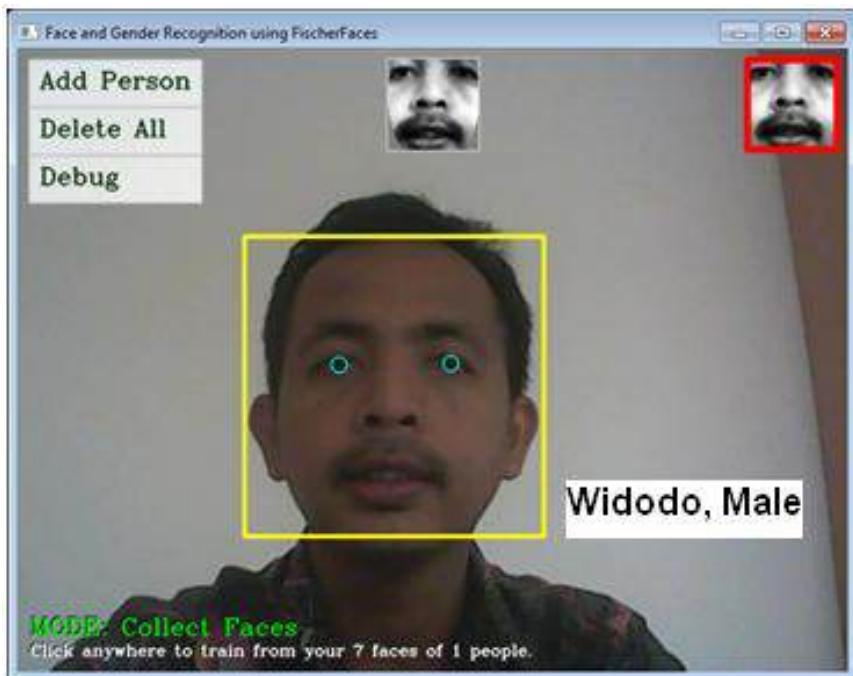 Face and Gender Recognition using FischerFaces
Add Person
Delete All
Debug
Widodo, Male
MODE: Collect Faces
Click anywhere to train from your 7 faces of 1 people.